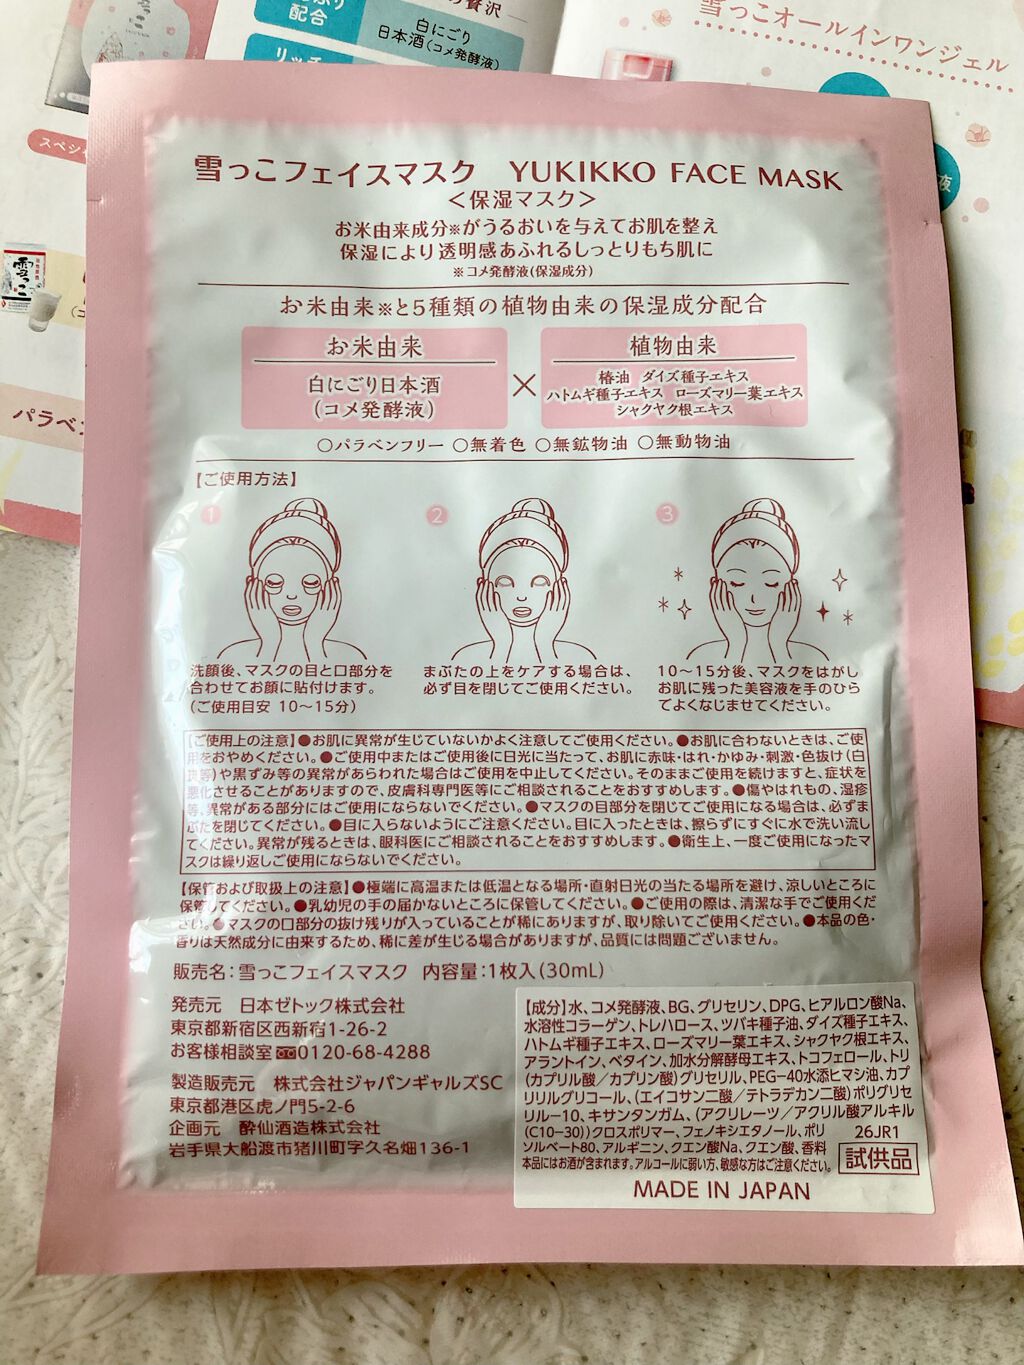 の贅沢
配合
白にごり
日本酒(コメ発酵液)
リッチ
雪っこオールインワンジェル
スペシ
雪っこ
パラベン
液
雪っこフェイスマスク YUKIKKO FACE MASK
<保湿マスク>
お米由来成分※がうるおいを与えてお肌を整え
保湿により透明感あふれるしっとりもち肌に
※コメ発酵液(保湿成分)
お米由来※と5種類の植物由来の保湿成分配合
お米由来
白にごり日本酒
(コメ発酵液)
×
植物由来
椿油 ダイズ種子エキス
ハトムギ種子エキス ローズマリー葉エキス
シャクヤク根エキス
○パラベンフリー ○無着色 ○無鉱物油 ○無動物油
【ご使用方法】
1
洗顔後、マスクの目と口部分を
合わせてお顔に貼付けます。
(ご使用目安 10〜15分)
2
まぶたの上をケアする場合は、
必ず目を閉じてご使用ください。
3
10〜15分後、マスクをはがし
お肌に残った美容液を手のひら
でよくなじませてください。
【ご使用上の注意】●お肌に異常が生じていないかよく注意してご使用ください。●お肌に合わないときは、ご使
用をおやめください。●ご使用中またはご使用後に日光に当たって、お肌に赤味・はれ・かゆみ・刺激・色抜け(白
斑等)や黒ずみ等の異常があらわれた場合はご使用を中止してください。そのままご使用を続けますと、症状を
悪化させることがありますので、皮膚科専門医等にご相談されることをおすすめします。●傷やはれもの、湿疹
等、異常がある部分にはご使用にならないでください。●マスクの目部分を閉じてご使用になる場合は、必ずま
ぶたを閉じてください。●目に入らないようにご注意ください。目に入ったときは、擦らずにすぐに水で洗い流し
てください。異常が残るときは、眼科医にご相談されることをおすすめします。●衛生上、一度ご使用になったマ
スクは繰り返しご使用にならないでください。
【保管および取扱上の注意】●極端に高温または低温となる場所・直射日光の当たる場所を避け、涼しいところに
保管してください。●乳幼児の手の届かないところに保管してください。●ご使用の際は、清潔な手でご使用くだ
さい。●マスクの口部分の抜け残りが入っていることが稀にありますが、取り除いてご使用ください。●本品の色・
香りは天然成分に由来するため、稀に差が生じる場合がありますが、品質には問題ございません。
販売名：雪っこフェイスマスク 内容量：1枚入(30mL)
発売元 日本ゼトック株式会社
東京都新宿区西新宿1-26-2
お客様相談室 0120-68-4288
製造販売元 株式会社ジャパンギャルズSC
東京都港区虎ノ門5-2-6
企画元 酔仙酒造株式会社
岩手県大船渡市猪川町字久名畑136-1
【成分】水、コメ発酵液、BG、グリセリン、DPG、ヒアルロン酸Na、
水溶性コラーゲン、トレハロース、ツバキ種子油、ダイズ種子エキス、
ハトムギ種子エキス、ローズマリー葉エキス、シャクヤク根エキス、
アラントイン、ベタイン、加水分解酵母エキス、トコフェロール、トリ
(カプリル酸/カプリン酸)グリセリル、PEG-40水添ヒマシ油、カプ
リリルグリコール、(エイコサン二酸/テトラデカン二酸)ポリグリセ
リル-10、キサンタンガム、(アクリレーツ/アクリル酸アルキル
(C10-30))クロスポリマー、フェノキシエタノール、ポリ
ソルベート80、アルギニン、クエン酸Na、クエン酸、香料
26JR1
本品にはお酒が含まれます。アルコールに弱い方、敏感な方はご注意ください。
試供品
MADE IN JAPAN